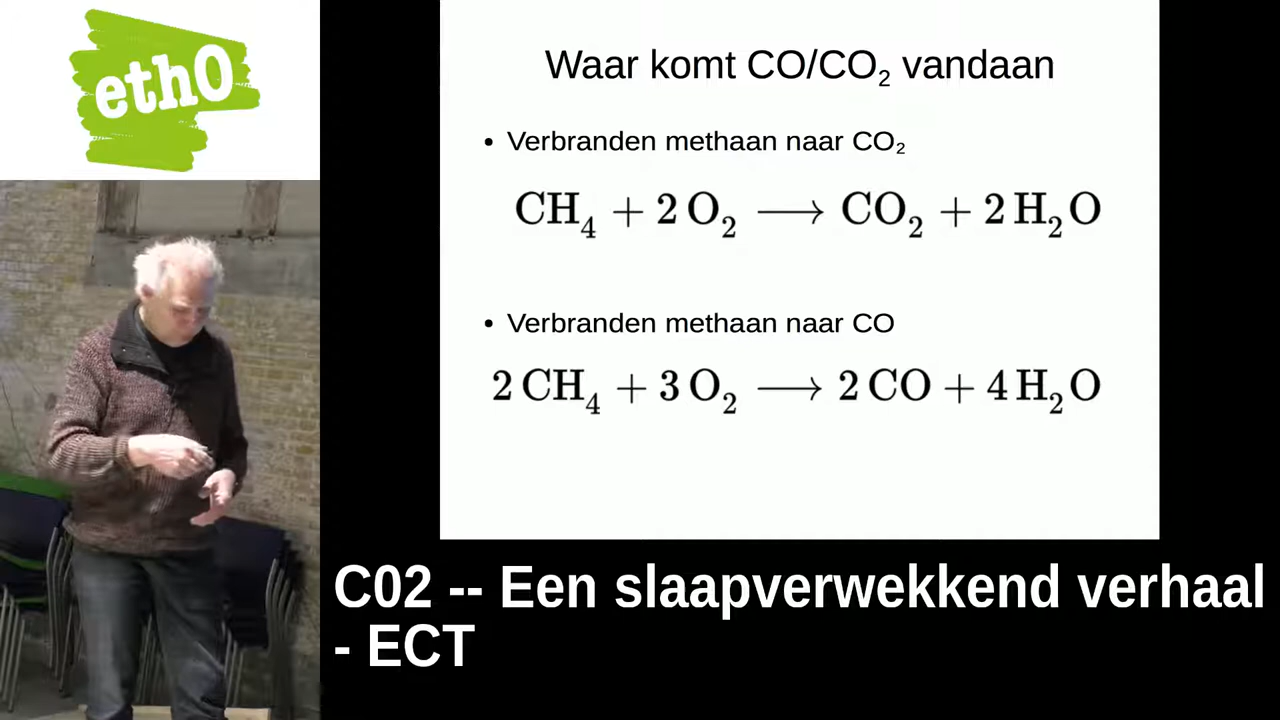 eth0
Waar komt CO/CO₂ vandaan
• Verbranden methaan naar CO₂
CH₄ + 2 O₂ ⟶ CO₂ + 2 H₂O
• Verbranden methaan naar CO
2 CH₄ + 3 O₂ ⟶ 2 CO + 4 H₂O
C02 -- Een slaapverwekkend verhaal
- ECT